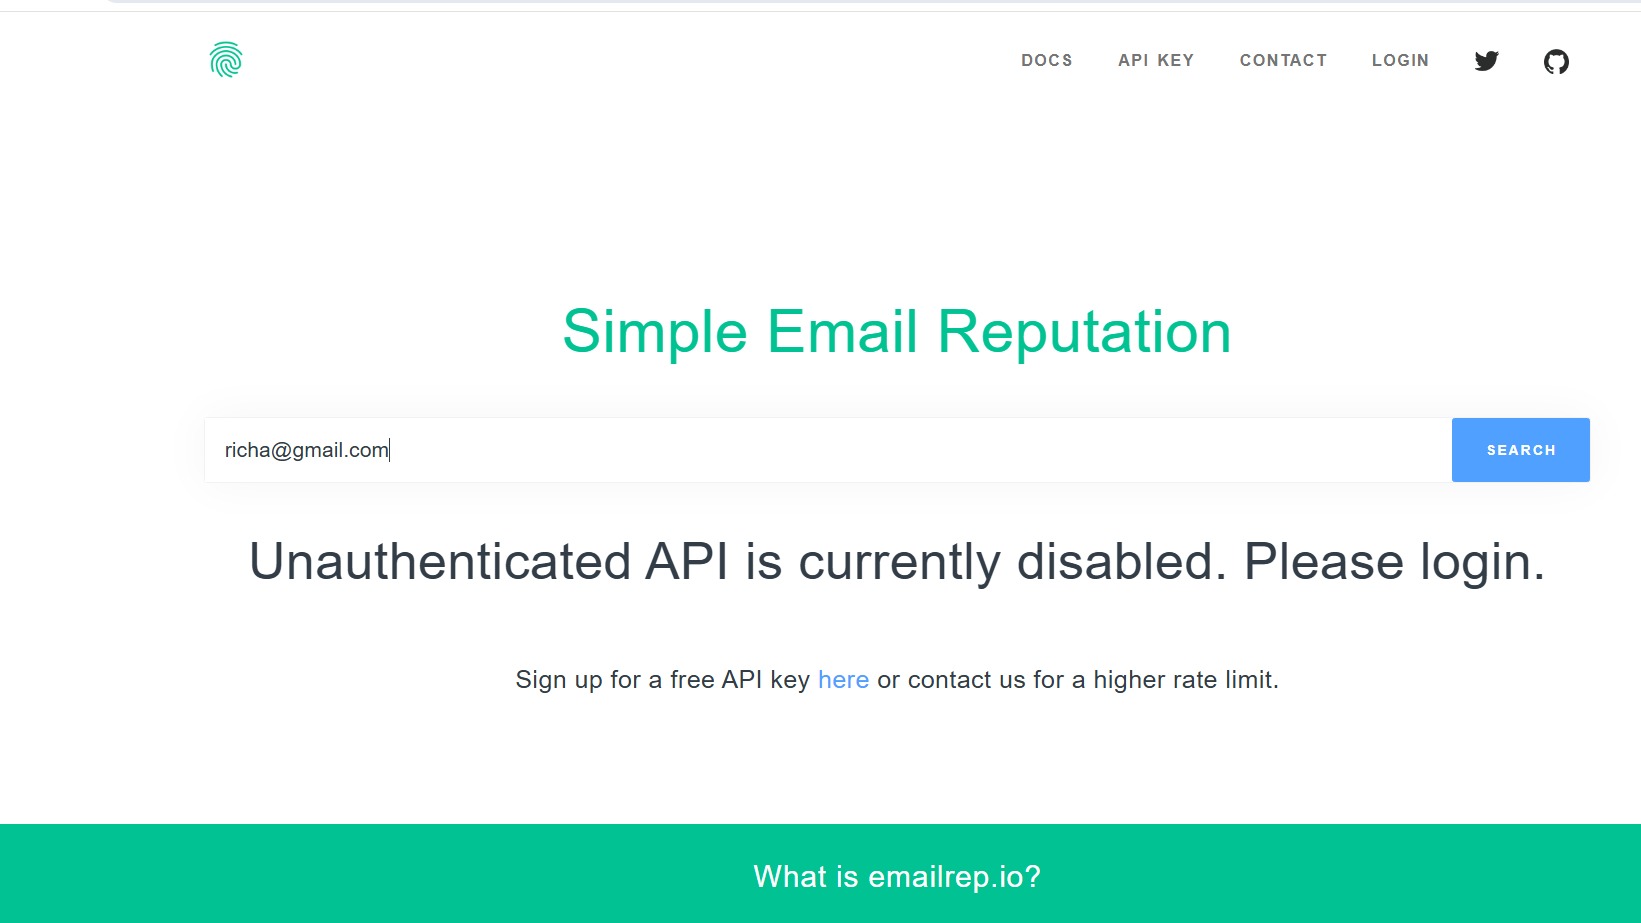 DOCS API KEY CONTACT LOGIN
Simple Email Reputation
richa@gmail.com
SEARCH
Unauthenticated API is currently disabled. Please login.
Sign up for a free API key here or contact us for a higher rate limit.
What is emailrep.io?